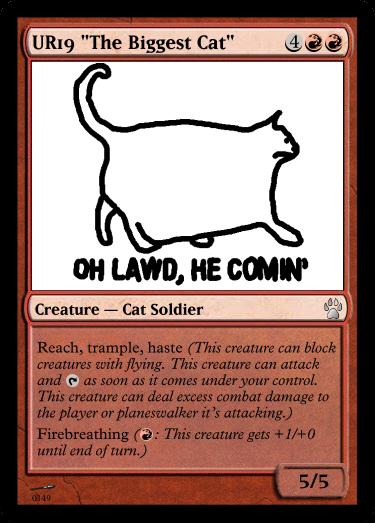 UR19 "The Biggest Cat" 4
OH LAWD, HE COMIN'
Creature — Cat Soldier
Reach, trample, haste (This creature can block
creatures with flying. This creature can attack
and as soon as it comes under your control.
This creature can deal excess combat damage to
the player or planeswalker it's attacking.)
Firebreathing ( : This creature gets +1/+0
until end of turn.)
5/5
0149